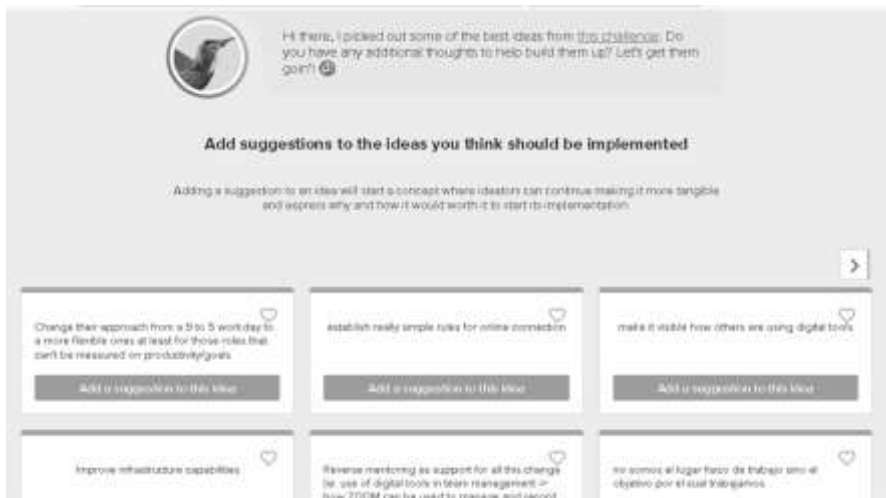 Hi there, I picked out some of the best ideas from this challenge. Do
you have any additional thoughts to help build them up? Let's get them
goin'!
Add suggestions to the ideas you think should be implemented
Adding a suggestion to an idea will start a concept where ideators can continue making it more tangible
and express why and how it would worth it to start its implementation
Change their approach from a 9 to 5 workday to
a more flexible ones at least for those roles that
can't be measured on productivity/goals
Add a suggestion to this idea
establish really simple rules for online connection
Add a suggestion to this idea
make it visible how others are using digital tools
Add a suggestion to this idea
Improve infrastructure capabilities
Reverse mentoring as support for all this change
use of digital tools in team management
how ZOOM can be used to manage and record
no somos el lugar fisico de trabajo sino el
objetivo por el cual trabajamos